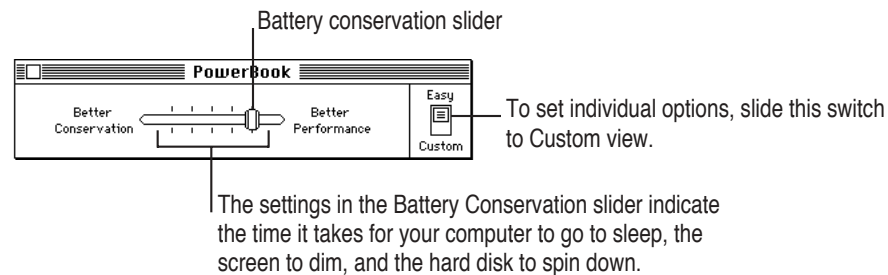 Battery conservation slider
PowerBook
Better
Conservation
Better
Performance
Easy
Custom
To set individual options, slide this switch
to Custom view.
The settings in the Battery Conservation slider indicate
the time it takes for your computer to go to sleep, the
screen to dim, and the hard disk to spin down.